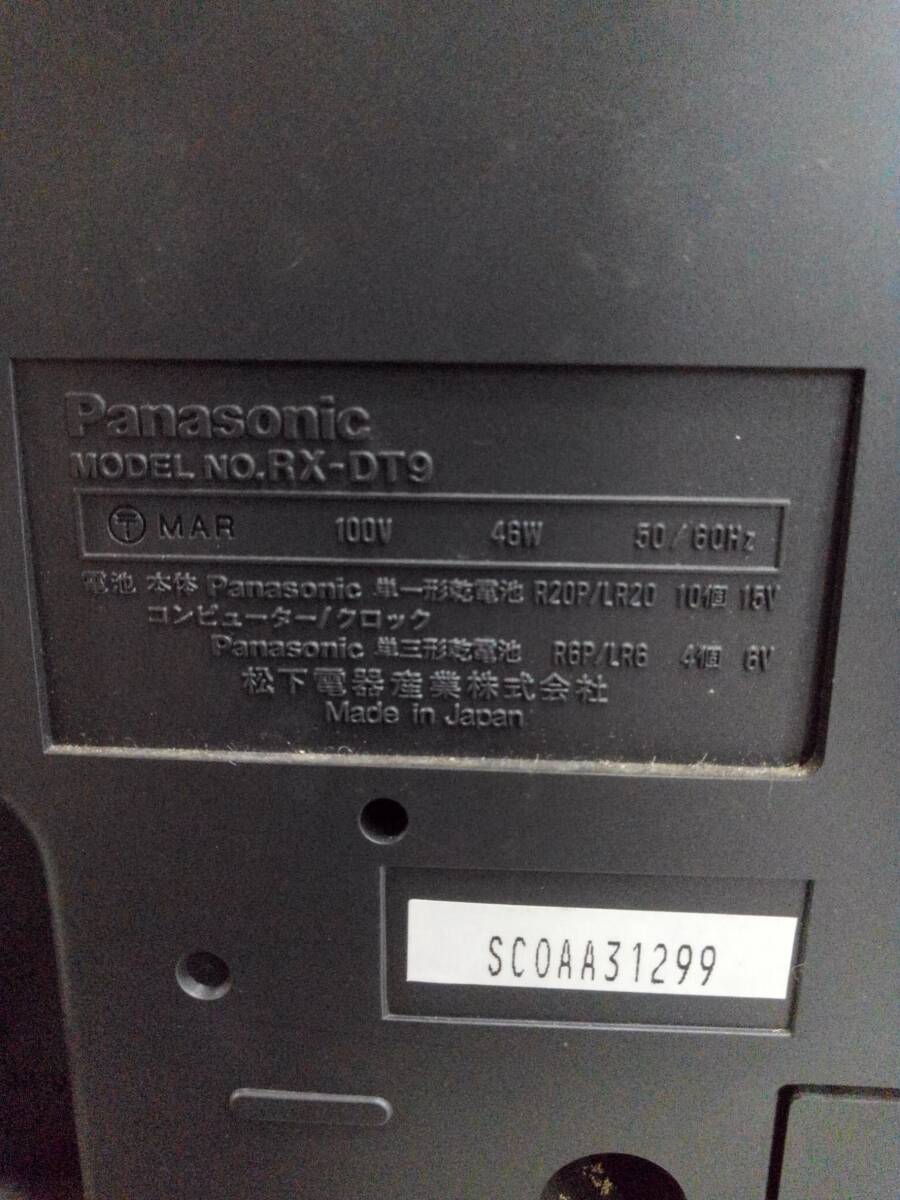 Panasonic
MODEL NO.RX-DT9
〒 MAR 100V 46W 50/60Hz
電池 本体 Panasonic 単一形乾電池 R20P/LR20 10個 15V
コンピューター/クロック
Panasonic 単三形乾電池 R6P/LR6 4個 6V
松下電器産業株式会社
Made in Japan
SC0AA31299